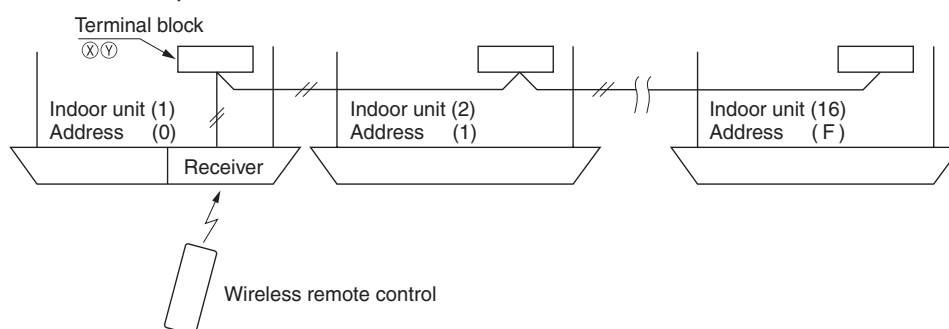 Terminal block
ⓍⓎ
Indoor unit (1)
Address (0)
Indoor unit (2)
Address (1)
Indoor unit (16)
Address ( F )
Receiver
Wireless remote control